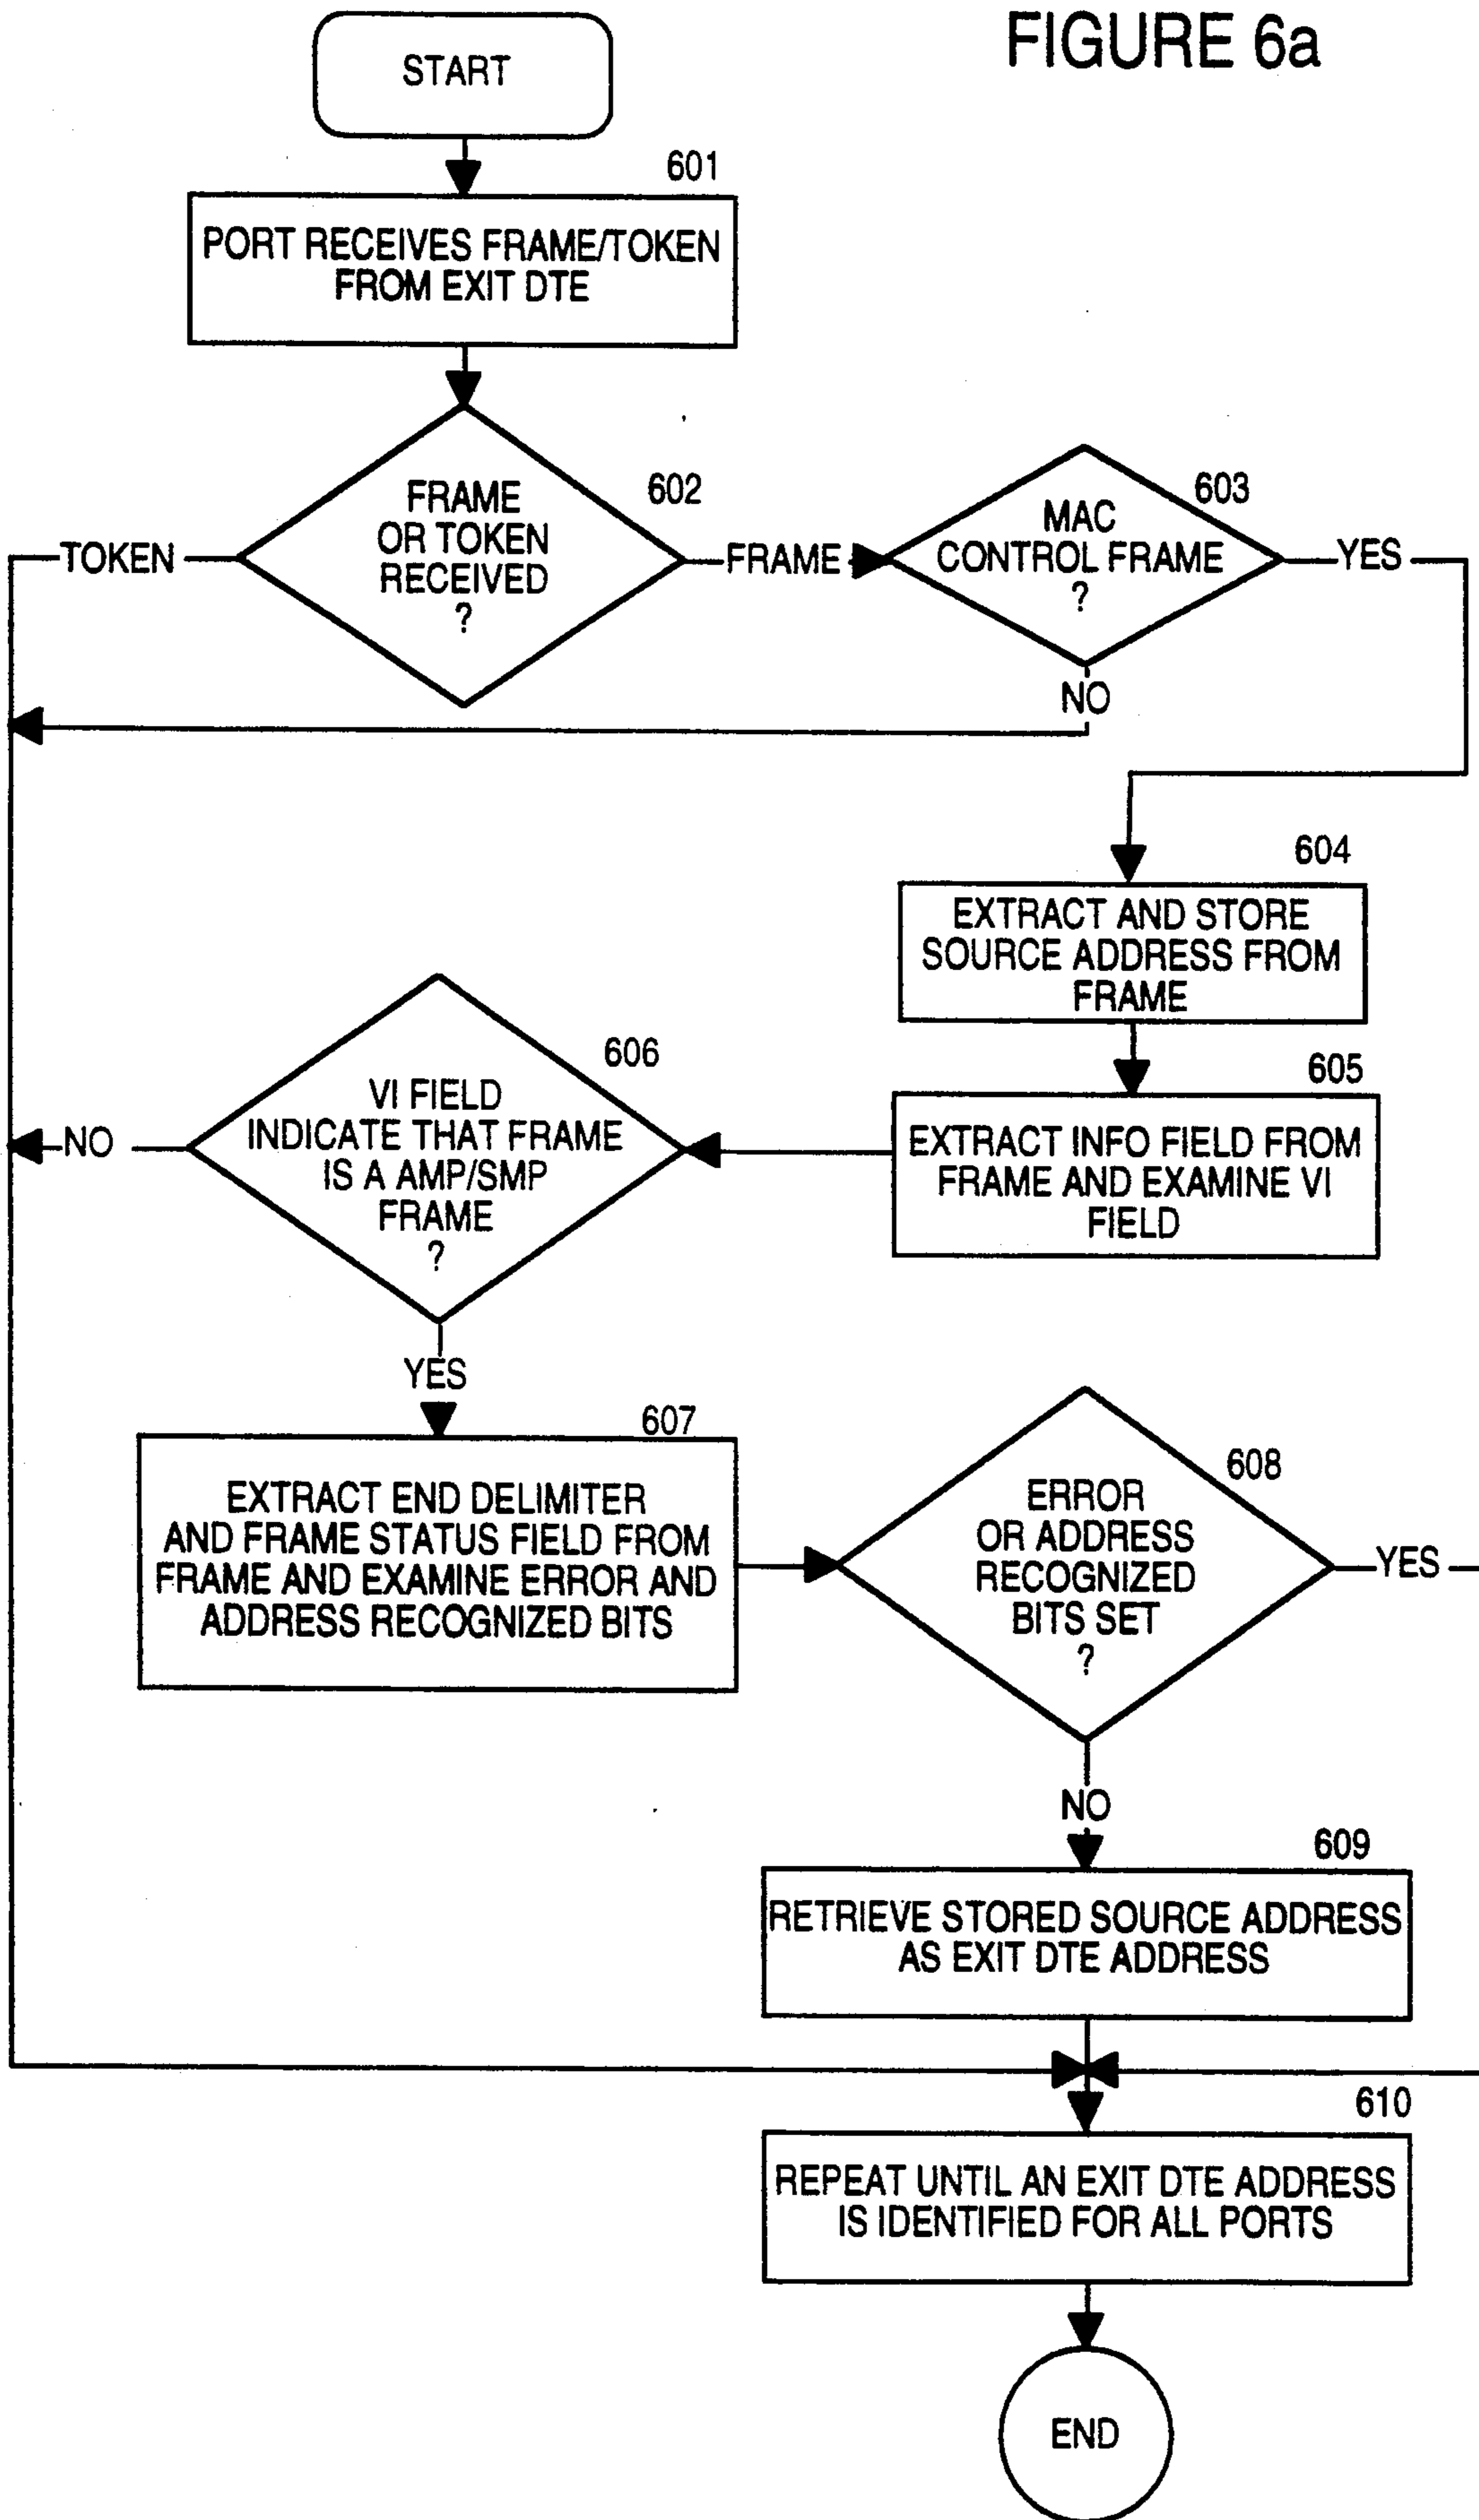 FIGURE 6a
START
601
PORT RECEIVES FRAME/TOKEN
FROM EXIT DTE
602
FRAME
OR TOKEN
RECEIVED
?
TOKEN
FRAME
603
MAC
CONTROL FRAME
?
YES
NO
604
EXTRACT AND STORE
SOURCE ADDRESS FROM
FRAME
605
EXTRACT INFO FIELD FROM
FRAME AND EXAMINE VI
FIELD
606
VI FIELD
INDICATE THAT FRAME
IS A AMP/SMP
FRAME
?
NO
YES
607
EXTRACT END DELIMITER
AND FRAME STATUS FIELD FROM
FRAME AND EXAMINE ERROR AND
ADDRESS RECOGNIZED BITS
608
ERROR
OR ADDRESS
RECOGNIZED
BITS SET
?
YES
NO
609
RETRIEVE STORED SOURCE ADDRESS
AS EXIT DTE ADDRESS
610
REPEAT UNTIL AN EXIT DTE ADDRESS
IS IDENTIFIED FOR ALL PORTS
END